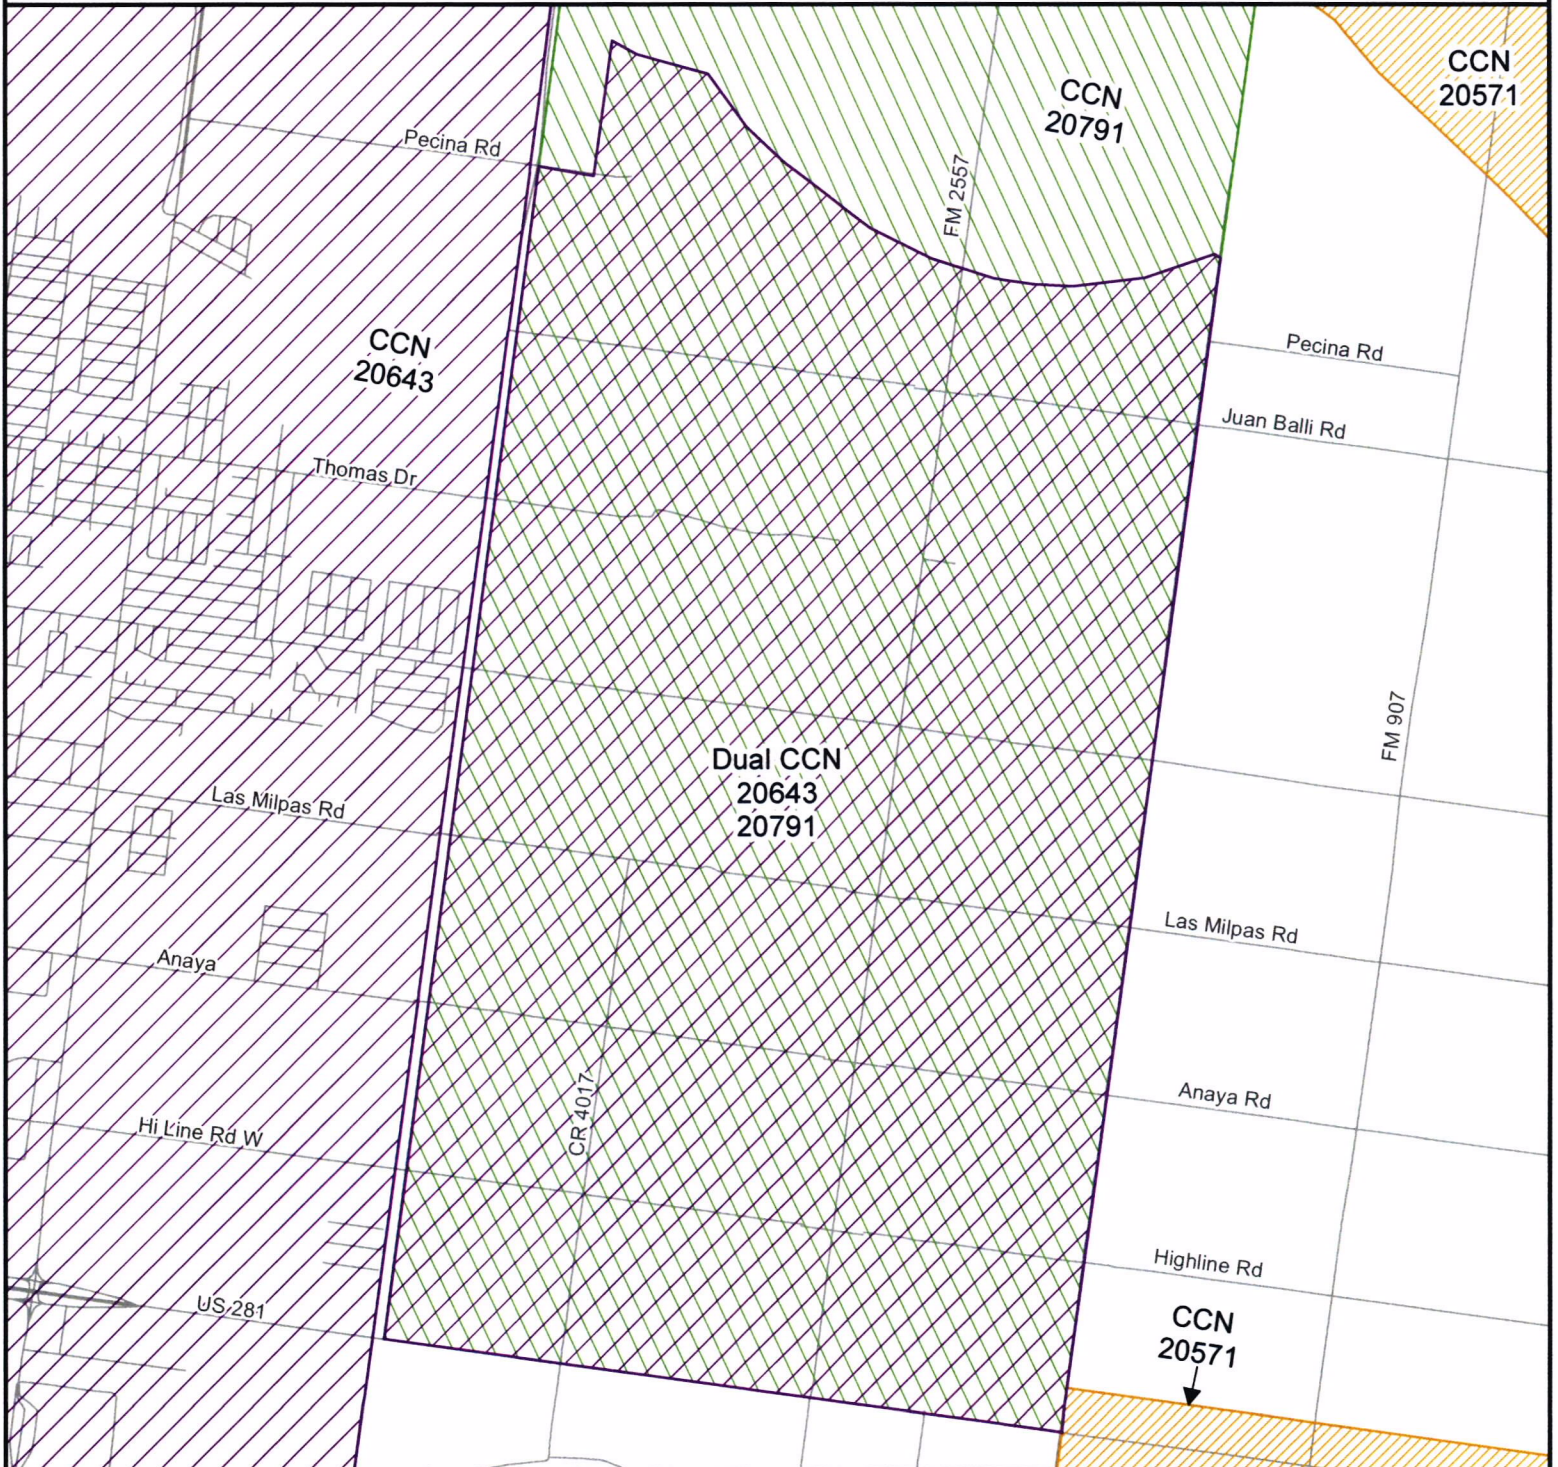 CCN
20571
CCN
20791
Pecina Rd
FM 2557
CCN
20643
Pecina Rd
Juan Balli Rd
Thomas Dr
FM 907
Dual CCN
20643
20791
Las Milpas Rd
Las Milpas Rd
Anaya
CR 4017
Anaya Rd
Hi Line Rd W
Highline Rd
US 281
CCN
20571